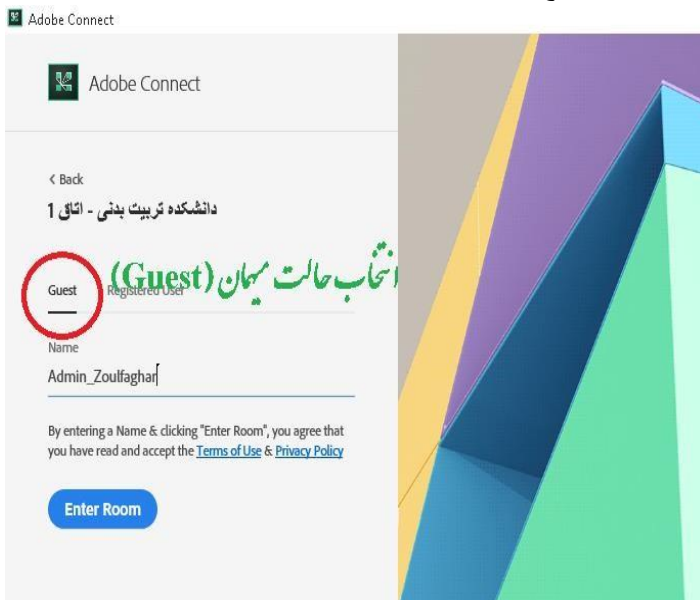 Adobe Connect
Adobe Connect
< Back
دانشکده تربیت بدنی - اتاق 1
انتخاب حالت میهمان (Guest)
Guest Registered User
Name
Admin_Zoulfaghar
By entering a Name & clicking "Enter Room", you agree that
you have read and accept the Terms of Use & Privacy Policy
Enter Room